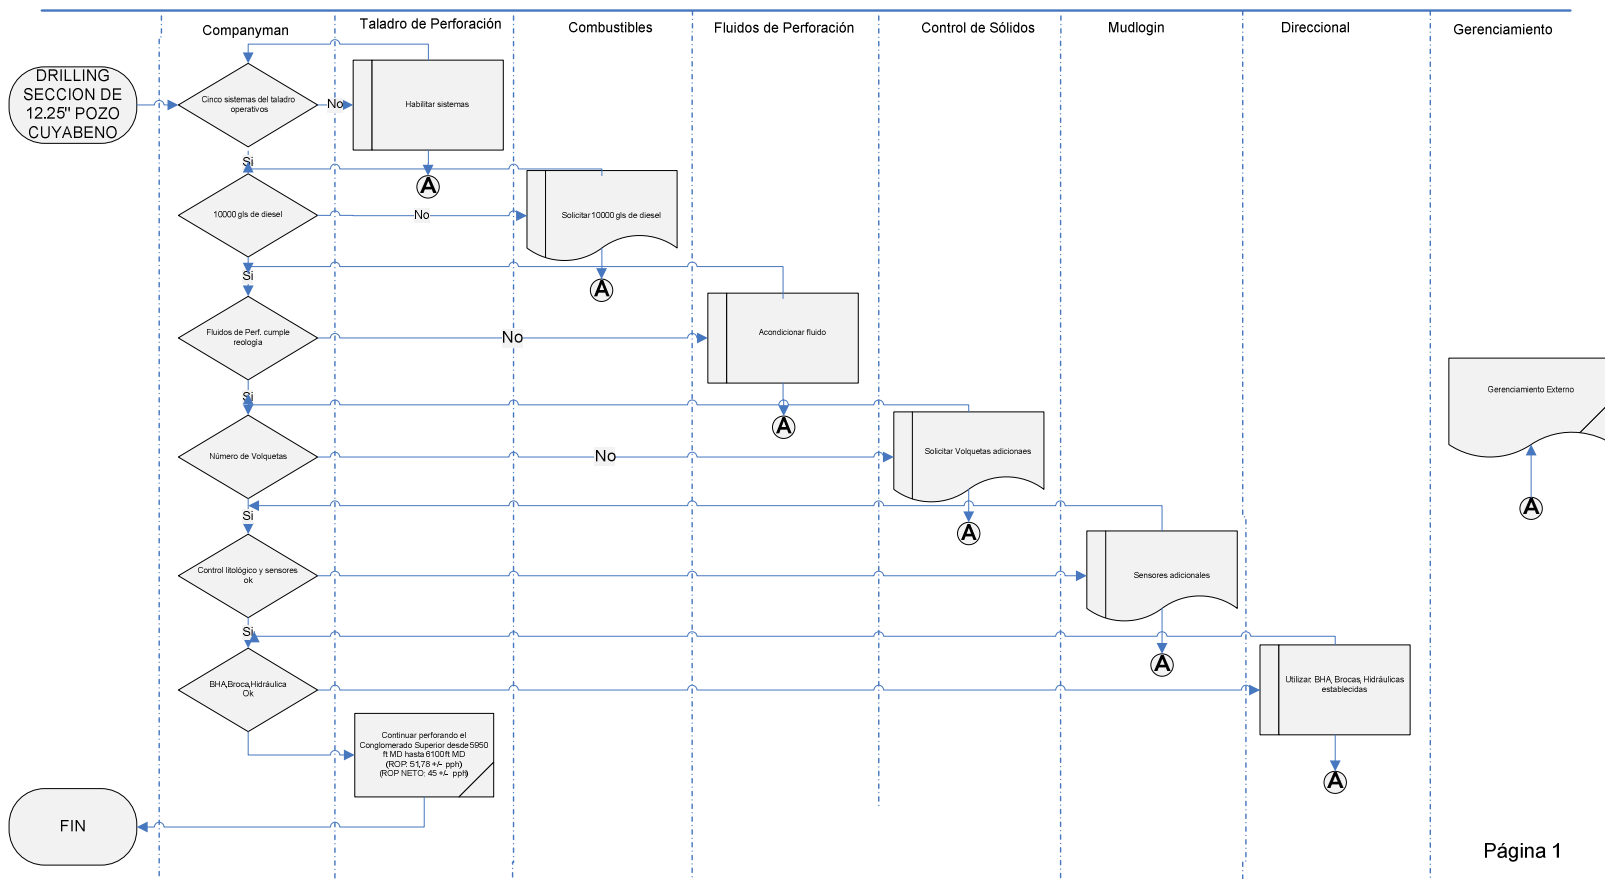 Companyman
Taladro de Perforación
Combustibles
Fluidos de Perforación
Control de Sólidos
Mudlogin
Direccional
Gerenciamiento
DRILLING
SECCION DE
12.25" POZO
CUYABENO
Cinco sistemas del taladro
operativos
No
Habilitar sistemas
Si
A
10000 gls de diesel
No
Solicitar 10000 gls de diesel
Si
A
Fluidos de Perf. cumple
reología
No
Acondicionar fluido
Si
A
Gerenciamiento Externo
A
Número de Volquetas
No
Solicitar Volquetas adicionaes
Si
A
Control litológico y sensores
ok
Sensores adicionales
Si
A
BHA,Broca,Hidráulica
Ok
Utilizar: BHA, Brocas, Hidráulicas
establecidas
A
Continuar perforando el
Conglomerado Superior desde 5950
ft MD hasta 6100 ft MD
(ROP: 51,78 +/- pph)
(ROP NETO: 45 +/- pph)
FIN
Página 1